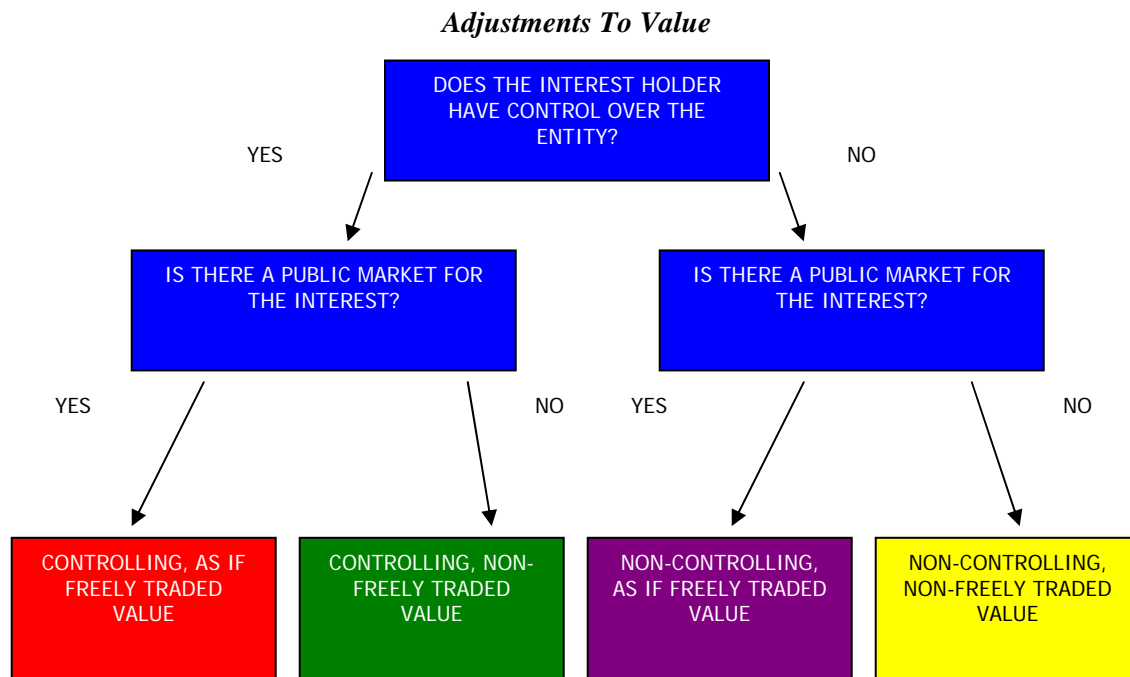 Adjustments To Value
DOES THE INTEREST HOLDER
HAVE CONTROL OVER THE
ENTITY?
YES
NO
IS THERE A PUBLIC MARKET FOR
THE INTEREST?
IS THERE A PUBLIC MARKET FOR
THE INTEREST?
YES
NO
YES
NO
CONTROLLING, AS IF
FREELY TRADED
VALUE
CONTROLLING, NON-
FREELY TRADED
VALUE
NON-CONTROLLING,
AS IF FREELY TRADED
VALUE
NON-CONTROLLING,
NON-FREELY TRADED
VALUE